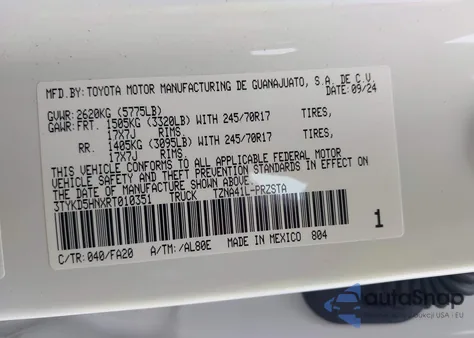 MFD.BY: TOYOTA MOTOR MANUFACTURING DE GUANAJUATO, S.A. DE C.V.
DATE: 09/24
GVWR: 2620KG (5775LB)
GAWR: FRT. 1505KG (3320LB) WITH 245/70R17 TIRES,
17X7J RIMS.
RR. 1405KG (3095LB) WITH 245/70R17 TIRES,
17X7J RIMS.
THIS VEHICLE CONFORMS TO ALL APPLICABLE FEDERAL MOTOR
VEHICLE SAFETY AND THEFT PREVENTION STANDARDS IN EFFECT ON
THE DATE OF MANUFACTURE SHOWN ABOVE.
3TYKD5HNXRT010351 TRUCK TZNA41L-PRZSTA
1
C/TR: 040/FA20 A/TM: /AL80E MADE IN MEXICO 804
autaSnap
USA | EU